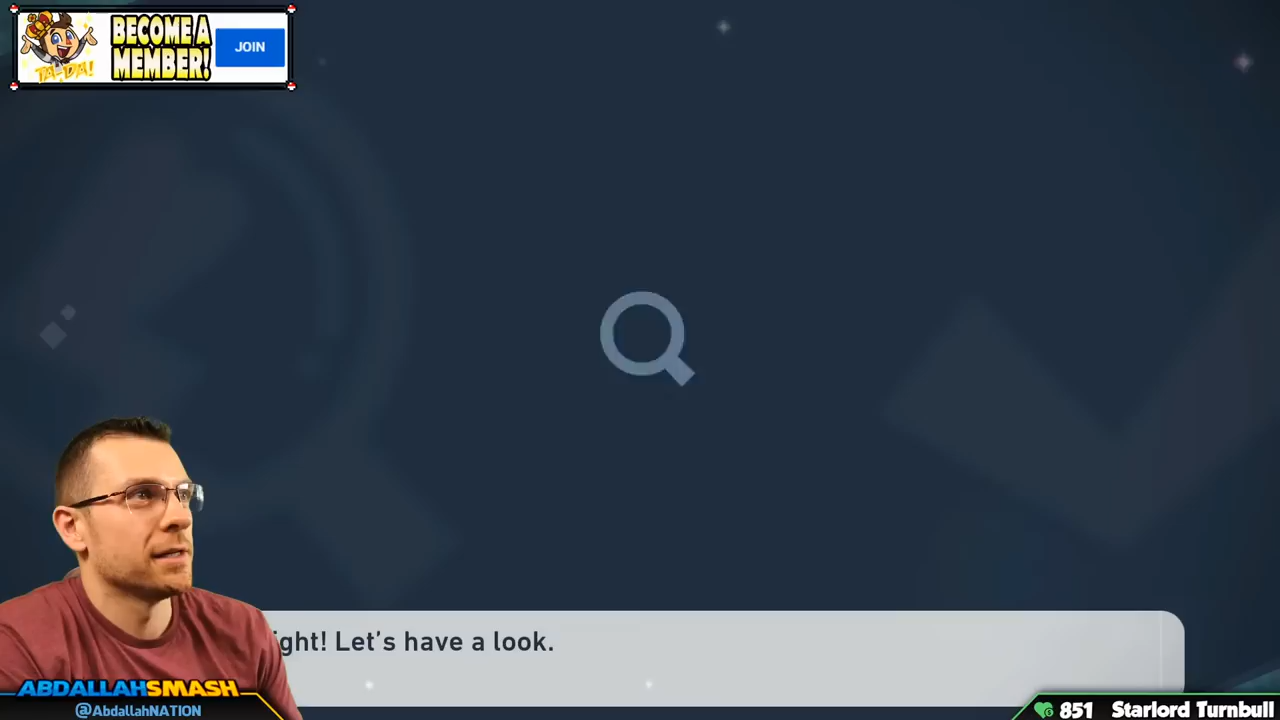 BECOME A
MEMBER!
JOIN
TA-DA!
ight! Let's have a look.
ABDALLAHSMASH
@AbdallahNATION
851 Starlord Turnbull